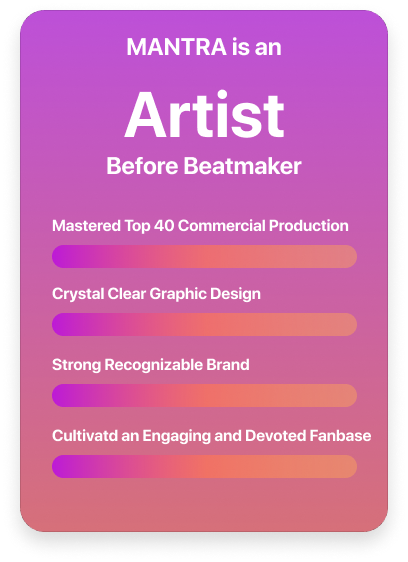 MANTRA is an
Artist
Before Beatmaker
Mastered Top 40 Commercial Production
Crystal Clear Graphic Design
Strong Recognizable Brand
Cultivatd an Engaging and Devoted Fanbase